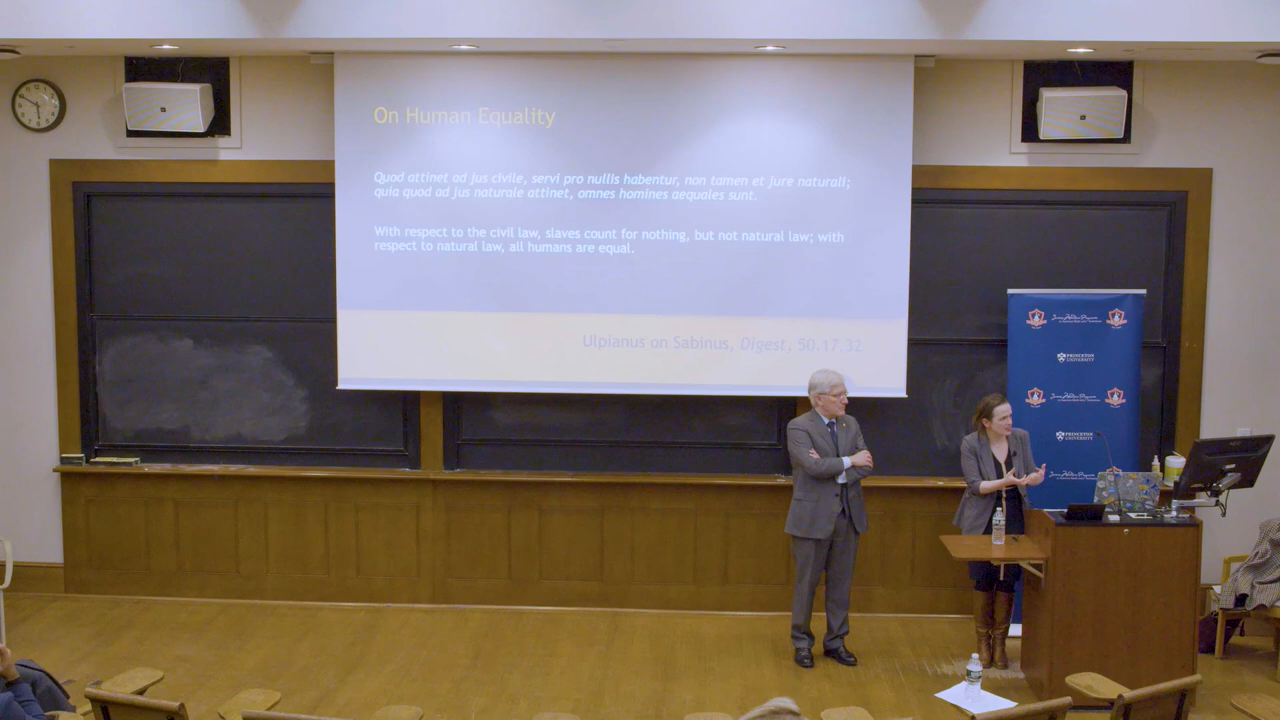 On Human Equality
Quod attinet ad jus civile, servi pro nullis habentur, non tamen et jure naturali;
quia quod ad jus naturale attinet, omnes homines aequales sunt.
With respect to the civil law, slaves count for nothing, but not natural law; with
respect to natural law, all humans are equal.
Ulpianus on Sabinus, Digest, 50.17.32
PRINCETON
UNIVERSITY
PRINCETON
UNIVERSITY